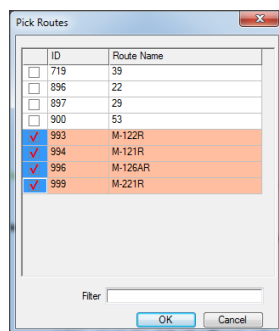 Pick Routes
ID Route Name
719 39
896 22
897 29
900 53
993 M-122R
994 M-121R
996 M-126AR
999 M-221R
Filter
OK Cancel